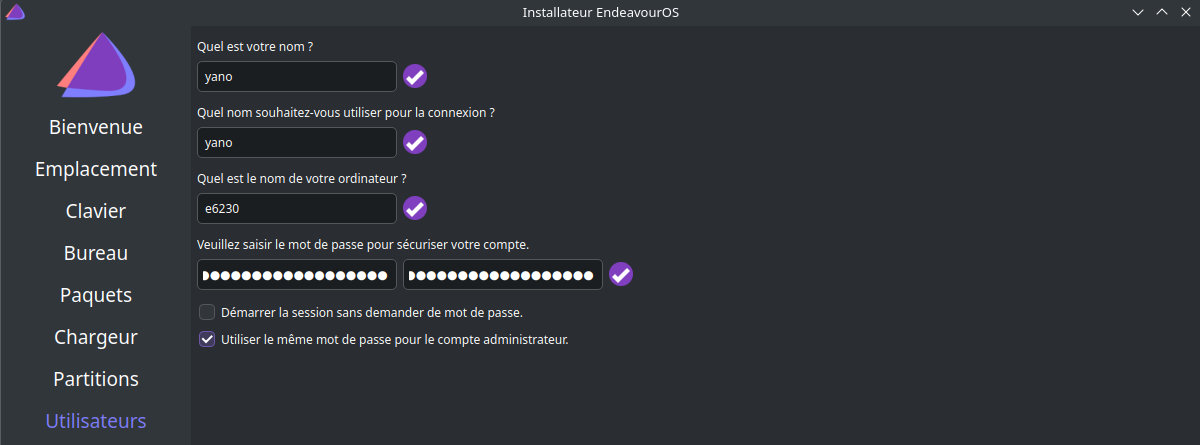 Installateur EndeavourOS
Bienvenue
Emplacement
Clavier
Bureau
Paquets
Chargeur
Partitions
Utilisateurs
Quel est votre nom ?
yano
Quel nom souhaitez-vous utiliser pour la connexion ?
yano
Quel est le nom de votre ordinateur ?
e6230
Veuillez saisir le mot de passe pour sécuriser votre compte.
Démarrer la session sans demander de mot de passe.
Utiliser le même mot de passe pour le compte administrateur.